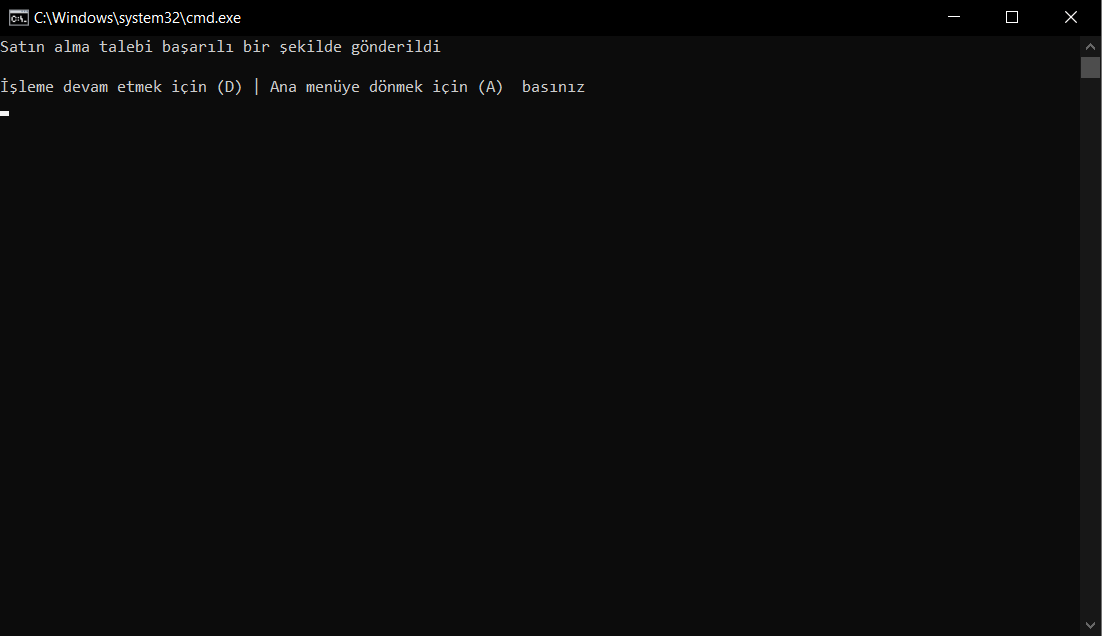 C:\Windows\system32\cmd.exe
Satın alma talebi başarılı bir şekilde gönderildi
İşleme devam etmek için (D) | Ana menüye dönmek için (A)  basınız